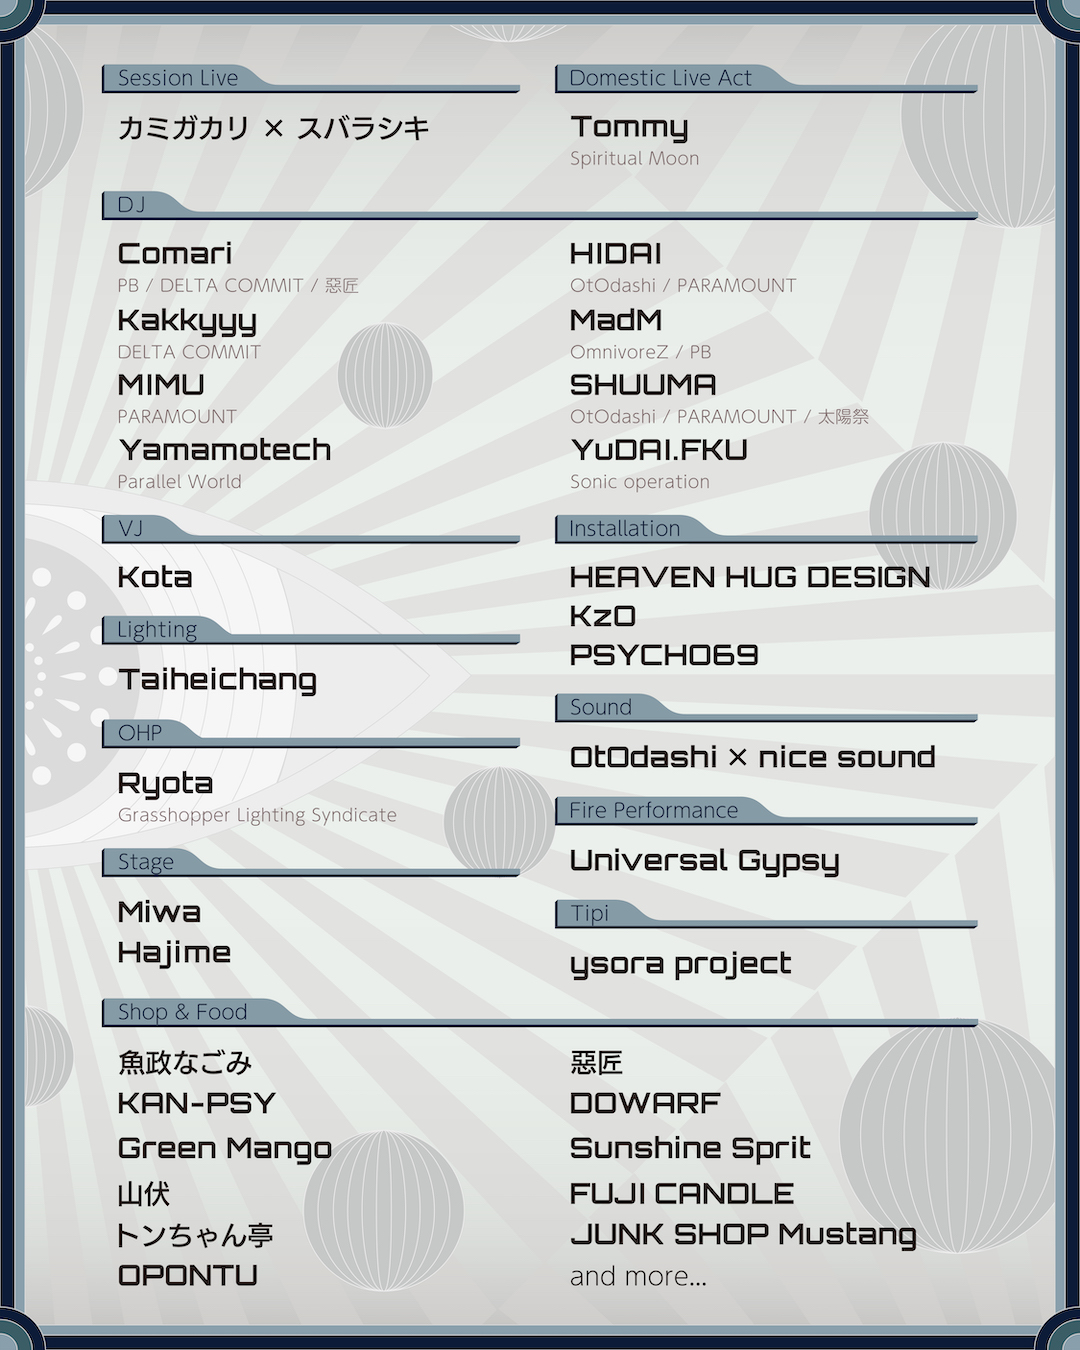 Session Live
カミガカリ × スバラシキ
Domestic Live Act
Tommy
Spiritual Moon
DJ
Comari
PB / DELTA COMMIT / 惡匠
Kakkyyy
DELTA COMMIT
MIMU
PARAMOUNT
Yamamotech
Parallel World
HIDAI
OtOdashi / PARAMOUNT
MadM
OmnivoreZ / PB
SHUUMA
OtOdashi / PARAMOUNT / 太陽祭
YuDAI.FKU
Sonic operation
VJ
Kota
Lighting
Taiheichang
OHP
Ryota
Grasshopper Lighting Syndicate
Stage
Miwa
Hajime
Installation
HEAVEN HUG DESIGN
KzO
PSYCHO69
Sound
OtOdashi × nice sound
Fire Performance
Universal Gypsy
Tipi
ysora project
Shop & Food
魚政なごみ
KAN-PSY
Green Mango
山伏
トンちゃん亭
OPONTU
惡匠
DOWARF
Sunshine Sprit
FUJI CANDLE
JUNK SHOP Mustang
and more...